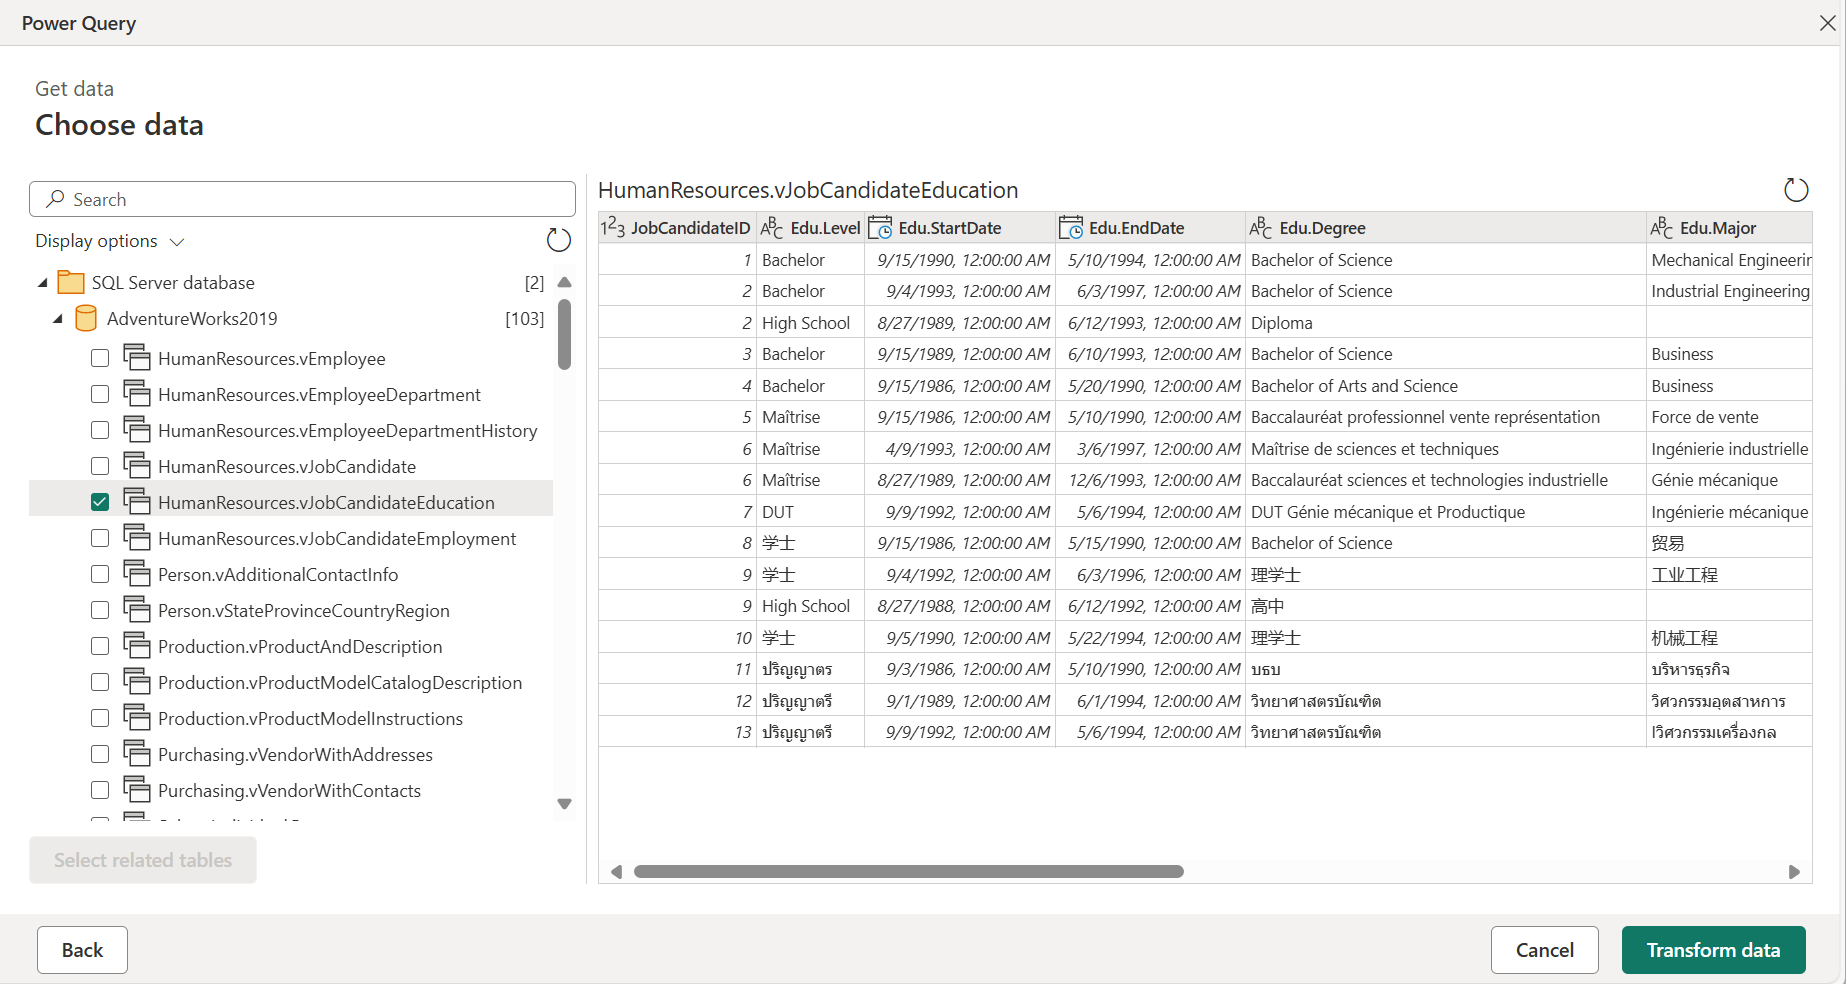 Power Query
Get data
Choose data
Search
Display options
SQL Server database [2]
AdventureWorks2019 [103]
HumanResources.vEmployee
HumanResources.vEmployeeDepartment
HumanResources.vEmployeeDepartmentHistory
HumanResources.vJobCandidate
HumanResources.vJobCandidateEducation
HumanResources.vJobCandidateEmployment
Person.vAdditionalContactInfo
Person.vStateProvinceCountryRegion
Production.vProductAndDescription
Production.vProductModelCatalogDescription
Production.vProductModelInstructions
Purchasing.vVendorWithAddresses
Purchasing.vVendorWithContacts
Select related tables
HumanResources.vJobCandidateEducation
123 JobCandidateID ABC Edu.Level Edu.StartDate Edu.EndDate ABC Edu.Degree ABC Edu.Major
1 Bachelor 9/15/1990, 12:00:00 AM 5/10/1994, 12:00:00 AM Bachelor of Science Mechanical Engineerin
2 Bachelor 9/4/1993, 12:00:00 AM 6/3/1997, 12:00:00 AM Bachelor of Science Industrial Engineering
2 High School 8/27/1989, 12:00:00 AM 6/12/1993, 12:00:00 AM Diploma
3 Bachelor 9/15/1989, 12:00:00 AM 6/10/1993, 12:00:00 AM Bachelor of Science Business
4 Bachelor 9/15/1986, 12:00:00 AM 5/20/1990, 12:00:00 AM Bachelor of Arts and Science Business
5 Maîtrise 9/15/1986, 12:00:00 AM 5/10/1990, 12:00:00 AM Baccalauréat professionnel vente représentation Force de vente
6 Maîtrise 4/9/1993, 12:00:00 AM 3/6/1997, 12:00:00 AM Maîtrise de sciences et techniques Ingénierie industrielle
6 Maîtrise 8/27/1989, 12:00:00 AM 12/6/1993, 12:00:00 AM Baccalauréat sciences et technologies industrielle Génie mécanique
7 DUT 9/9/1992, 12:00:00 AM 5/6/1994, 12:00:00 AM DUT Génie mécanique et Productique Ingénierie mécanique
8 学士 9/15/1986, 12:00:00 AM 5/15/1990, 12:00:00 AM Bachelor of Science 贸易
9 学士 9/4/1992, 12:00:00 AM 6/3/1996, 12:00:00 AM 理学士 工业工程
9 High School 8/27/1988, 12:00:00 AM 6/12/1992, 12:00:00 AM 高中
10 学士 9/5/1990, 12:00:00 AM 5/22/1994, 12:00:00 AM 理学士 机械工程
11 ปริญญาตร 9/3/1986, 12:00:00 AM 5/10/1990, 12:00:00 AM บธบ บริหารธุรกิจ
12 ปริญญาตรี 9/1/1989, 12:00:00 AM 6/1/1994, 12:00:00 AM วิทยาศาสตรบัณฑิต วิศวกรรมอุตสาหการ
13 ปริญญาตรี 9/9/1992, 12:00:00 AM 5/6/1994, 12:00:00 AM วิทยาศาสตรบัณฑิต เวิศวกรรมเครื่องกล
Back
Cancel
Transform data